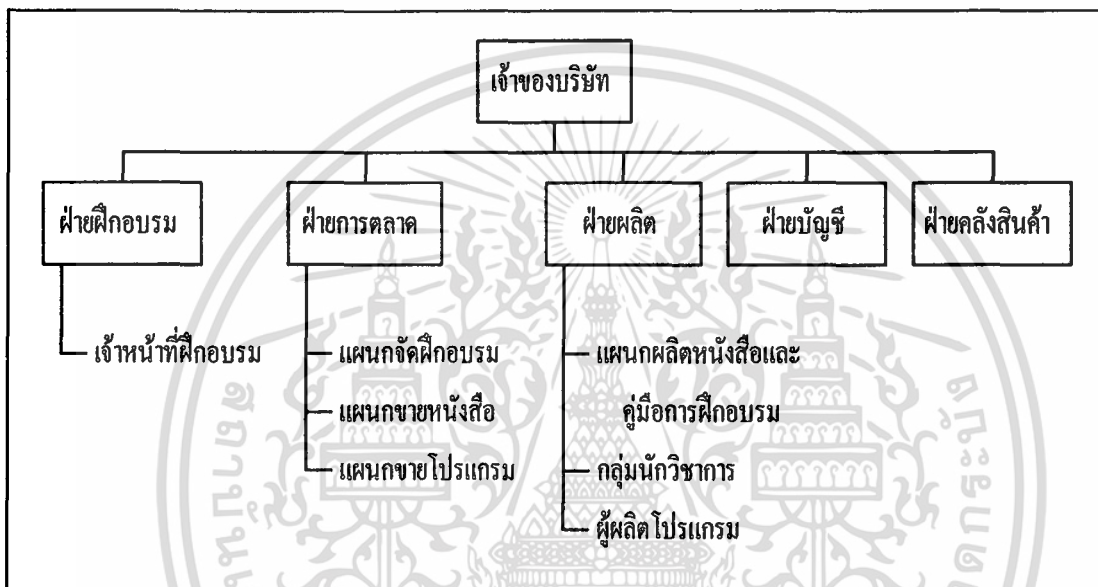 เจ้าของบริษัท
ฝ่ายฝึกอบรม
ฝ่ายการตลาด
ฝ่ายผลิต
ฝ่ายบัญชี
ฝ่ายคลังสินค้า
เจ้าหน้าที่ฝึกอบรม
แผนกจัดฝึกอบรม
แผนกขายหนังสือ
แผนกขายโปรแกรม
แผนกผลิตหนังสือและ
คู่มือการฝึกอบรม
กลุ่มนักวิชาการ
ผู้ผลิตโปรแกรม